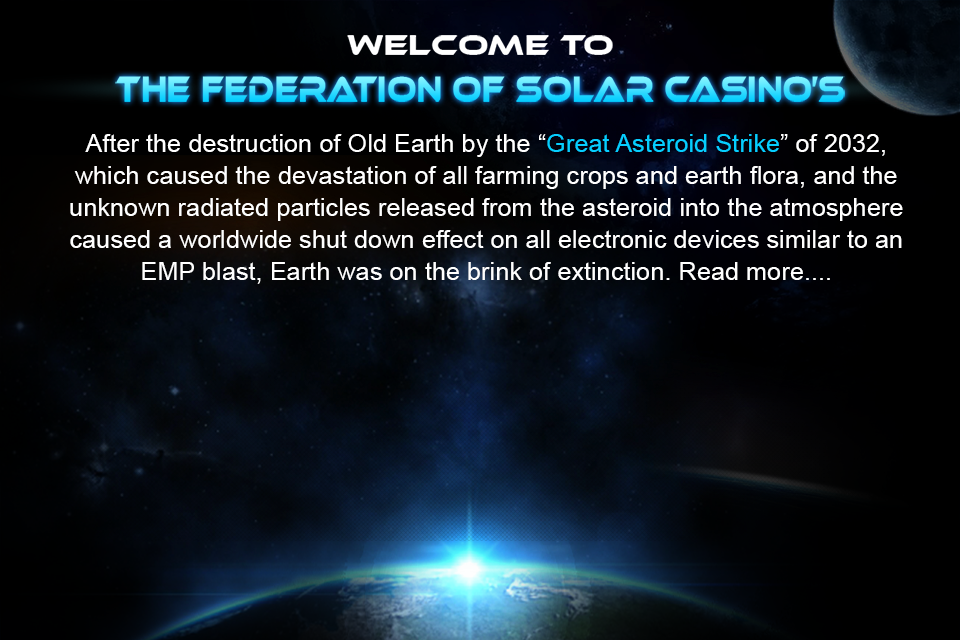 WELCOME TO
THE FEDERATION OF SOLAR CASINO'S
After the destruction of Old Earth by the “Great Asteroid Strike” of 2032,
which caused the devastation of all farming crops and earth flora, and the
unknown radiated particles released from the asteroid into the atmosphere
caused a worldwide shut down effect on all electronic devices similar to an
EMP blast, Earth was on the brink of extinction. Read more....